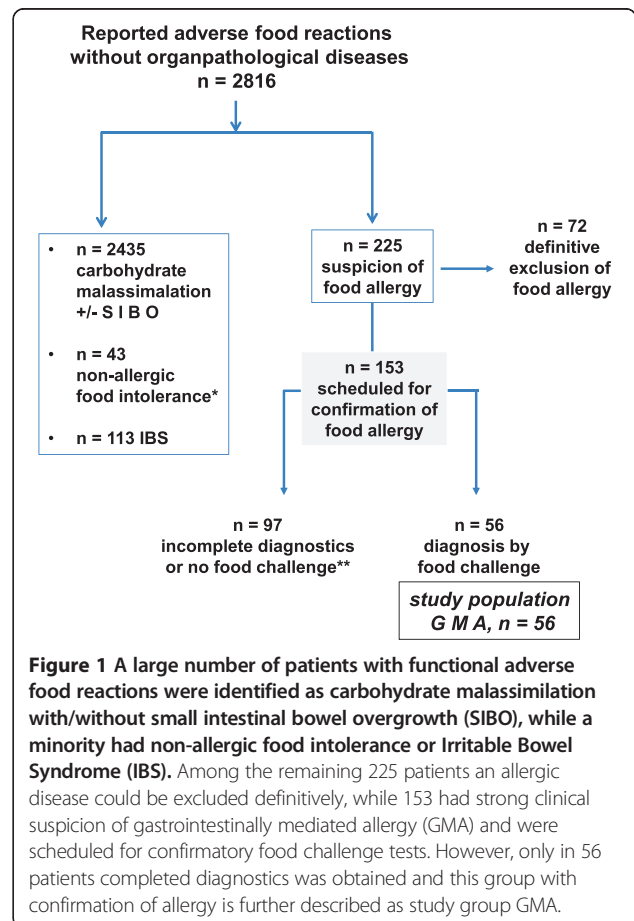 Reported adverse food reactions
without organpathological diseases
n = 2816
• n = 2435
carbohydrate
malassimalation
+/- S I B O
• n = 43
non-allergic
food intolerance*
• n = 113 IBS
n = 225
suspicion of
food allergy
n = 72
definitive
exclusion of
food allergy
n = 153
scheduled for
confirmation of
food allergy
n = 97
incomplete diagnostics
or no food challenge**
n = 56
diagnosis by
food challenge
study population
G M A, n = 56
Figure 1 A large number of patients with functional adverse
food reactions were identified as carbohydrate malassimilation
with/without small intestinal bowel overgrowth (SIBO), while a
minority had non-allergic food intolerance or Irritable Bowel
Syndrome (IBS). Among the remaining 225 patients an allergic
disease could be excluded definitively, while 153 had strong clinical
suspicion of gastrointestinally mediated allergy (GMA) and were
scheduled for confirmatory food challenge tests. However, only in 56
patients completed diagnostics was obtained and this group with
confirmation of allergy is further described as study group GMA.